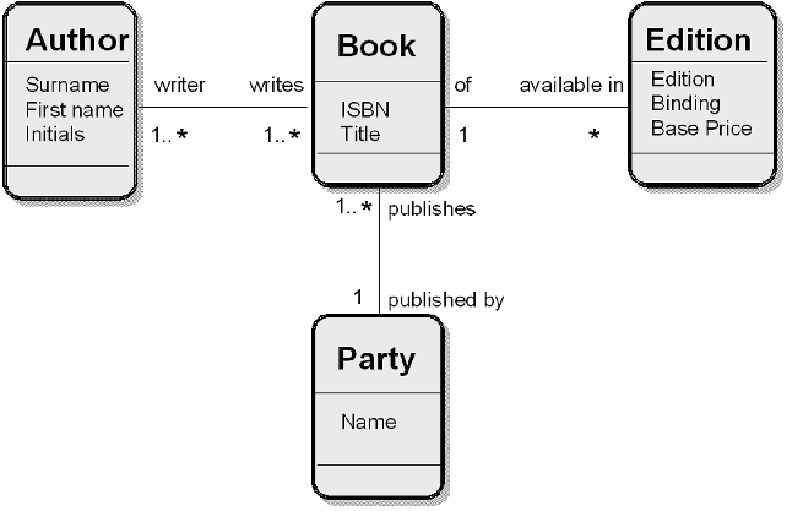 Author
Surname
First name
Initials
writer
writes
1..*
1..*
Book
ISBN
Title
of
available in
1
*
Edition
Edition
Binding
Base Price
1..*
publishes
1
published by
Party
Name